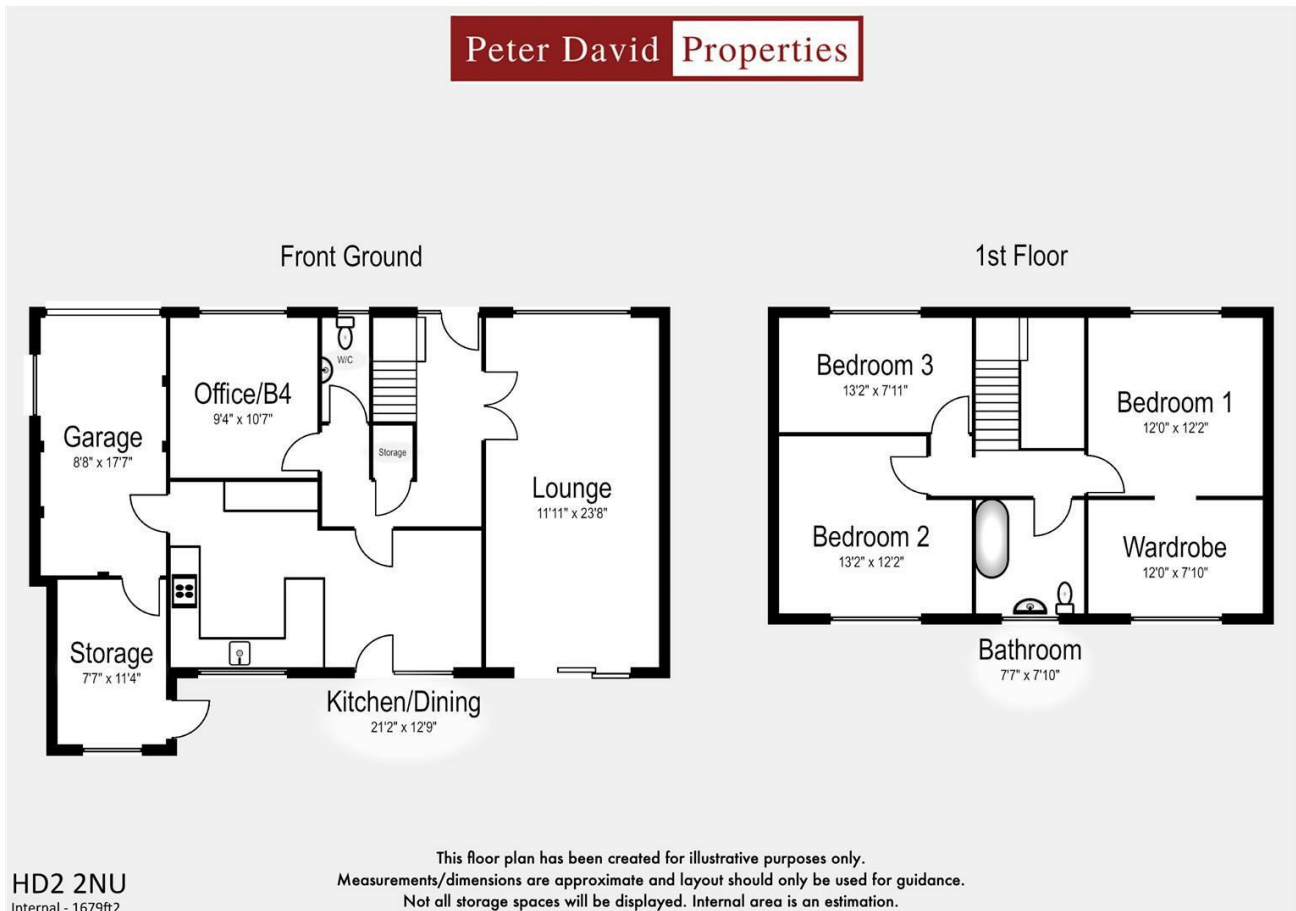 Peter David Properties
Front Ground
1st Floor
Garage
8'8" x 17'7"
Office/B4
9'4" x 10'7"
W/C
Storage
Lounge
11'11" x 23'8"
Storage
7'7" x 11'4"
Kitchen/Dining
21'2" x 12'9"
Bedroom 3
13'2" x 7'11"
Bedroom 1
12'0" x 12'2"
Bedroom 2
13'2" x 12'2"
Wardrobe
12'0" x 7'10"
Bathroom
7'7" x 7'10"
This floor plan has been created for illustrative purposes only.
Measurements/dimensions are approximate and layout should only be used for guidance.
Not all storage spaces will be displayed. Internal area is an estimation.
HD2 2NU
Internal - 1679ft2